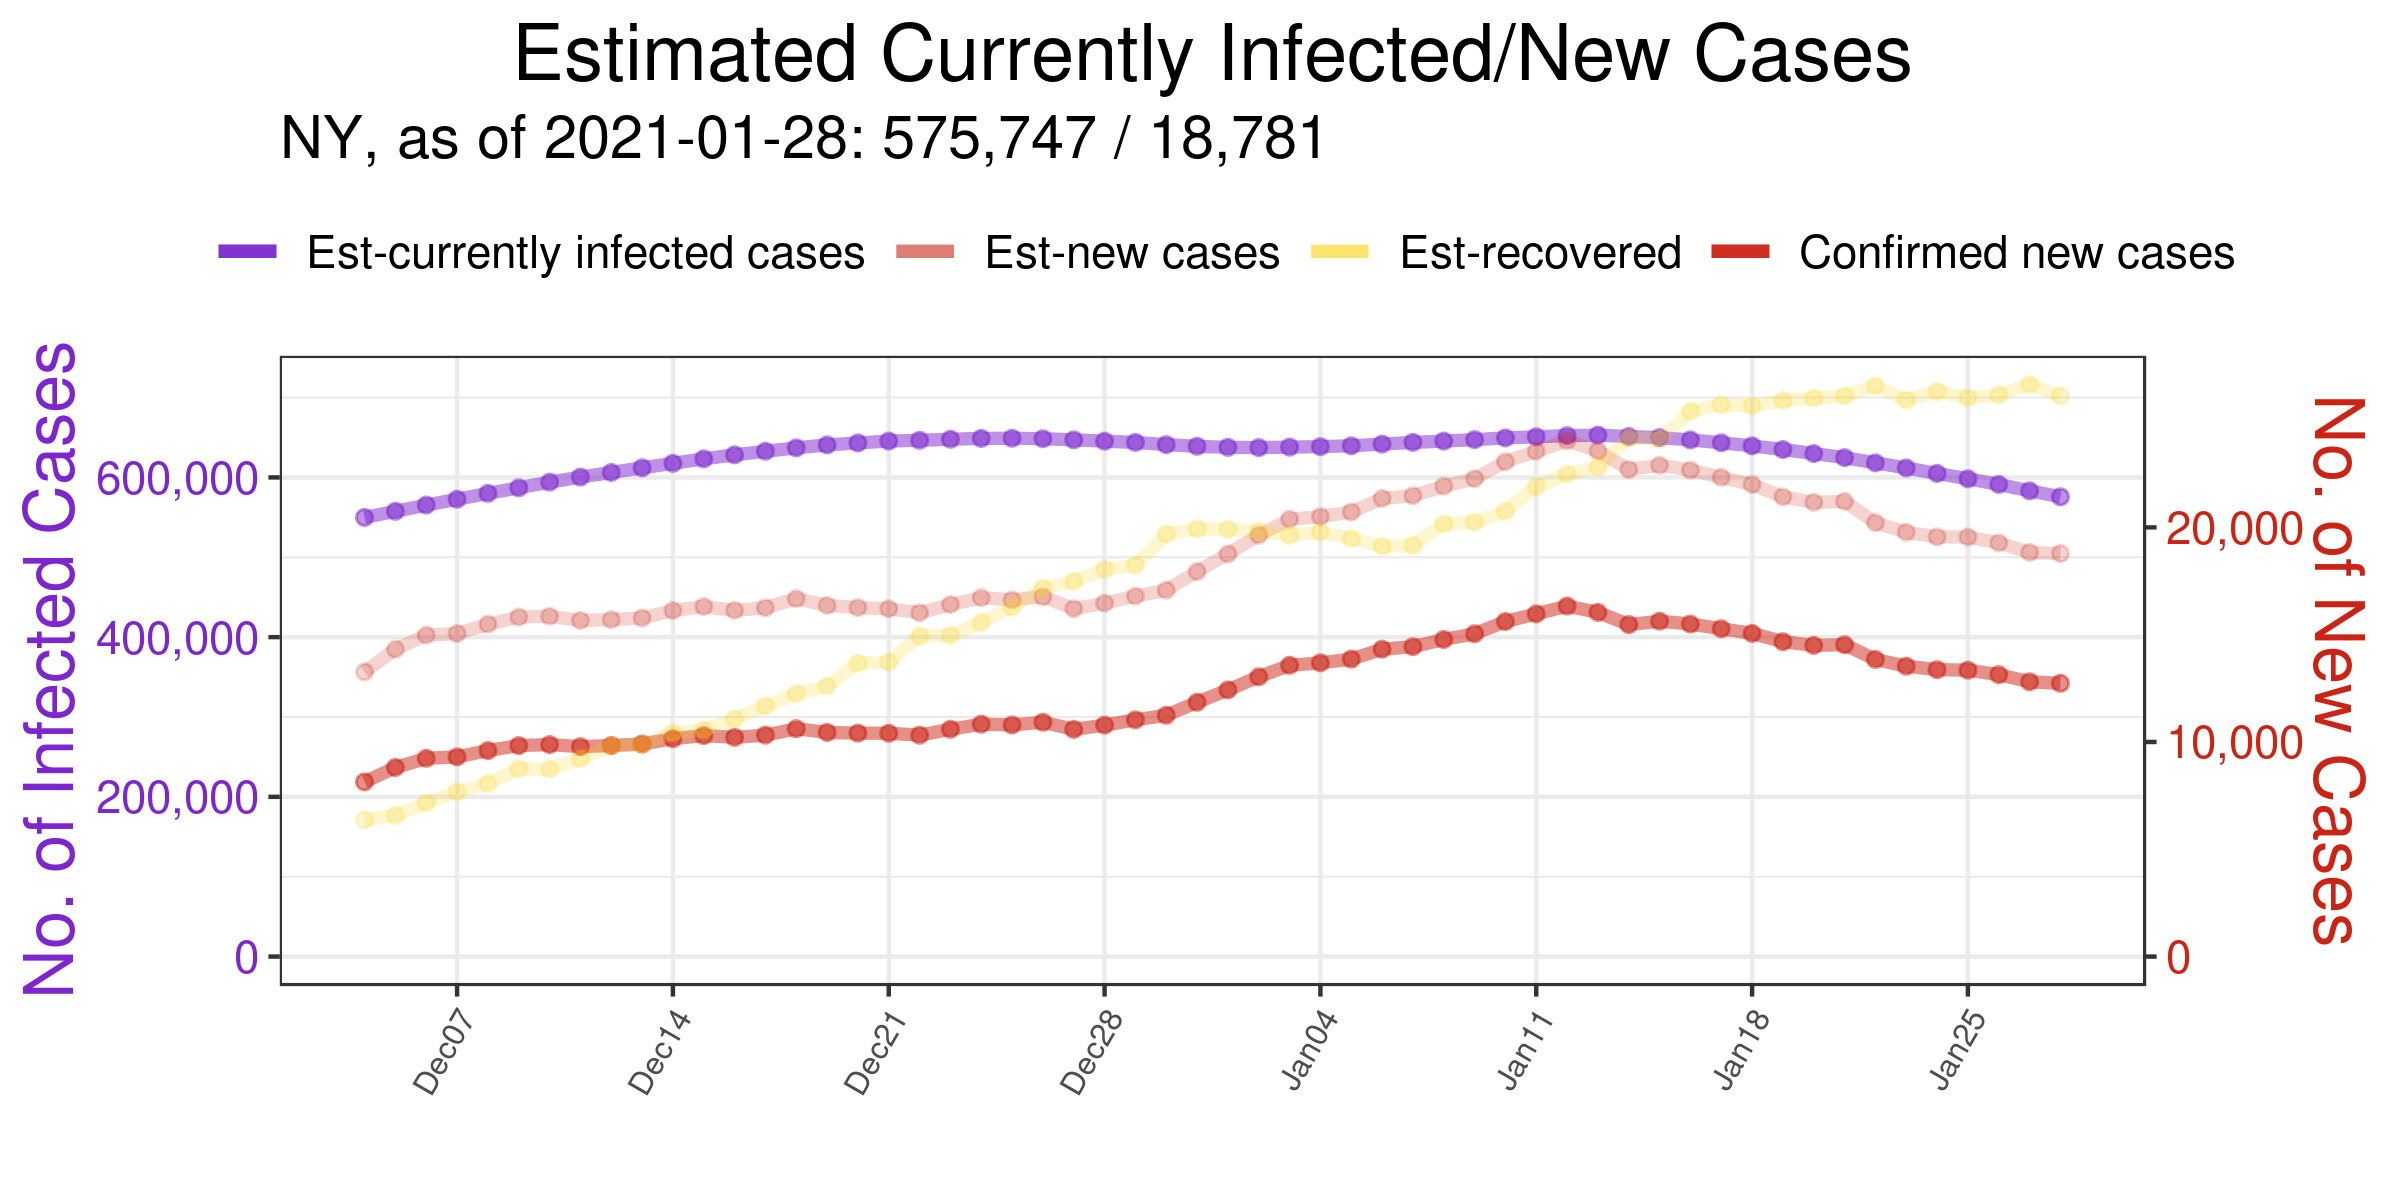 Estimated Currently Infected/New Cases
NY, as of 2021-01-28: 575,747 / 18,781
Est-currently infected cases Est-new cases Est-recovered Confirmed new cases
No. of Infected Cases
600,000
400,000
200,000
0
20,000
10,000
0
No. of New Cases
Dec07 Dec14 Dec21 Dec28 Jan04 Jan11 Jan18 Jan25